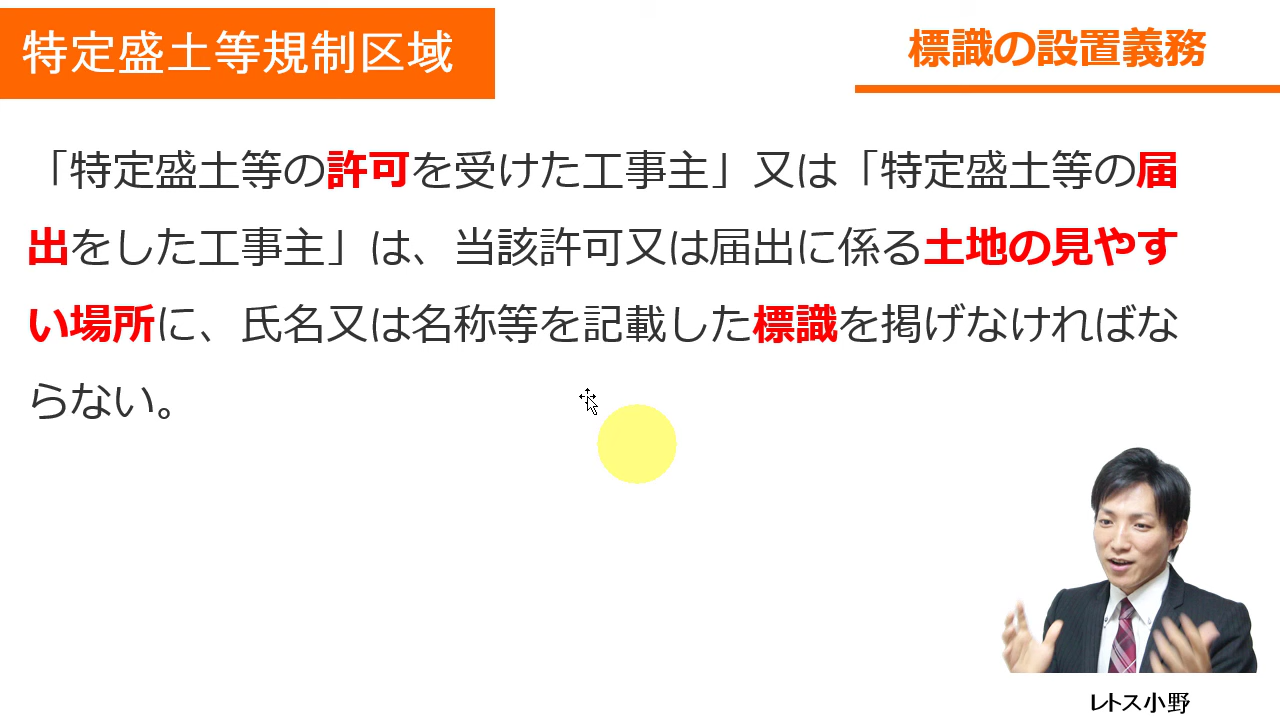 特定盛土等規制区域
標識の設置義務
「特定盛土等の許可を受けた工事主」又は「特定盛土等の届
出をした工事主」は、当該許可又は届出に係る土地の見やす
い場所に、氏名又は名称等を記載した標識を掲げなければな
らない。
レトス小野